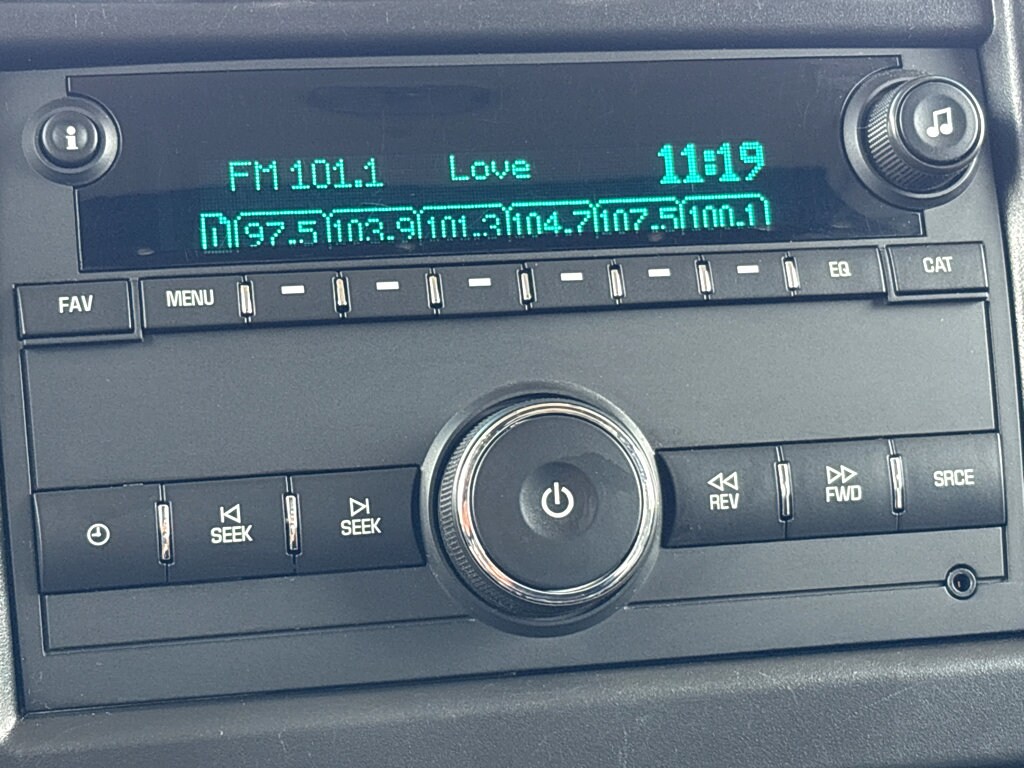 FM 101.1 Love 11:19
1 97.5 103.9 101.3 104.7 107.5 100.1
FAV MENU EQ CAT
SEEK SEEK REV FWD SRCE